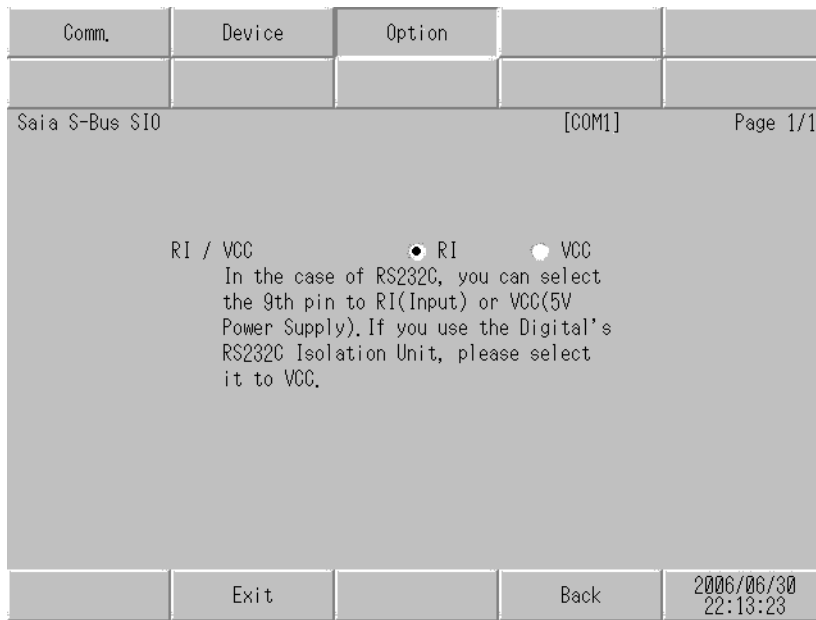 Comm. Device Option
Saia S-Bus SIO [COM1] Page 1/1
RI / VCC RI VCC
In the case of RS232C, you can select
the 9th pin to RI(Input) or VCC(5V
Power Supply).If you use the Digital's
RS232C Isolation Unit, please select
it to VCC.
Exit Back 2006/06/30
22:13:23